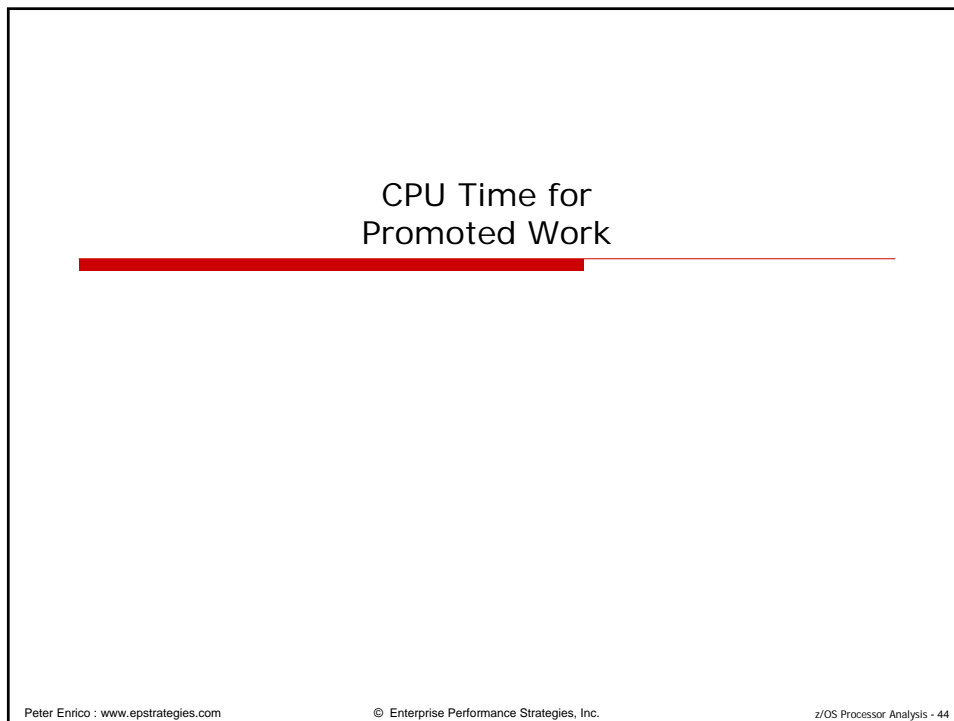 CPU Time for
Promoted Work
Peter Enrico : www.epstrategies.com
© Enterprise Performance Strategies, Inc.
z/OS Processor Analysis - 44